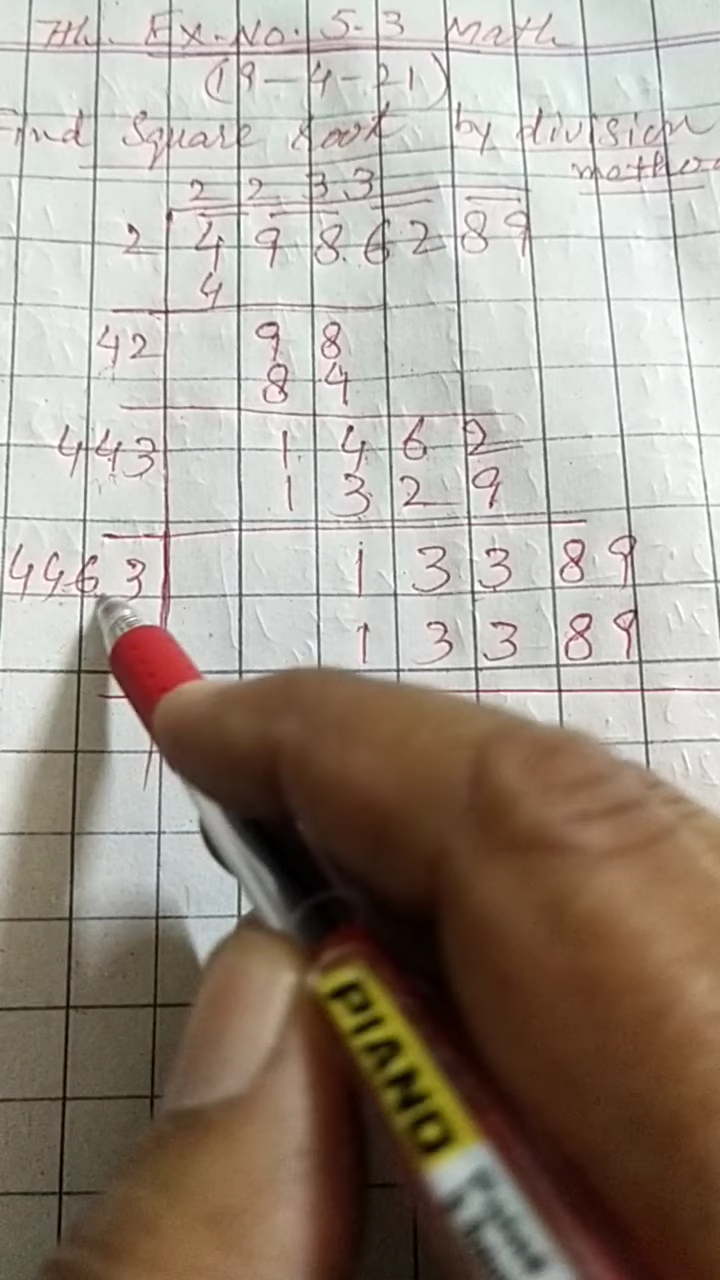 7th. Ex. No. 5-3 Math
(19-4-21)
Find Square root by division
method
2 2 3 3
2 4 9 8 6 2 8 9
4
42 9 8
8 4
443 1 4 6 2
1 3 2 9
4463 1 3 3 8 9
1 3 3 8 9
PIANO